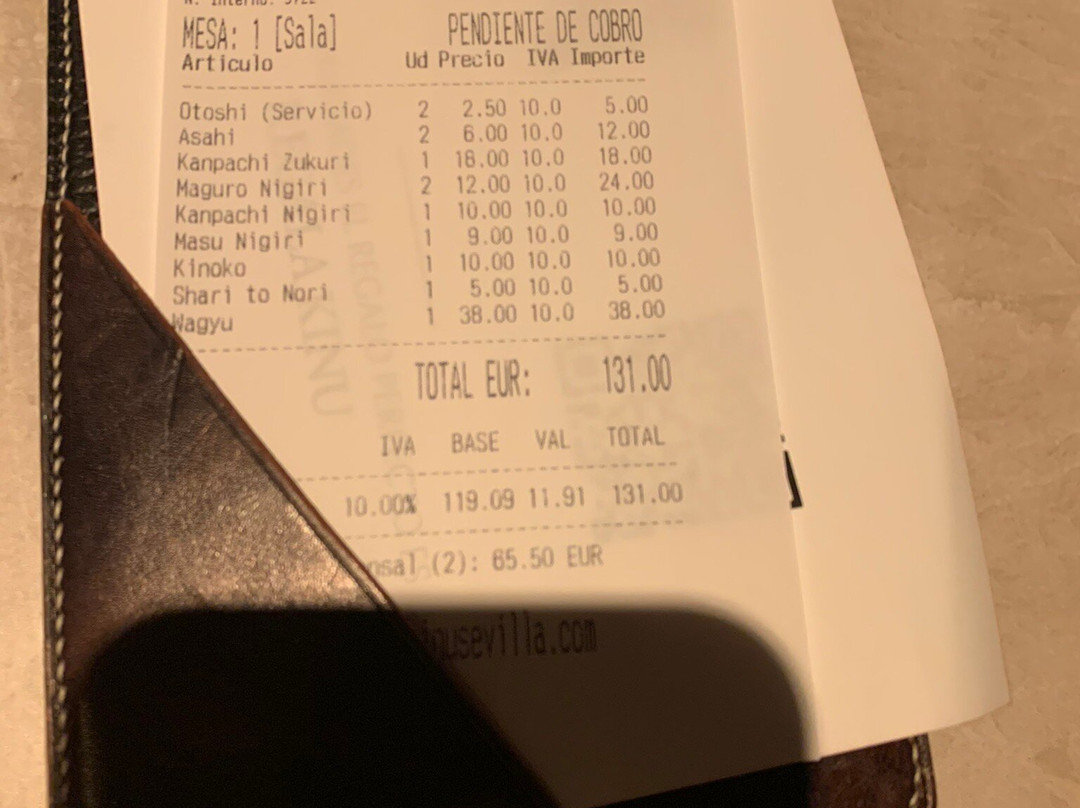 MESA: 1 [Sala] PENDIENTE DE COBRO
Articulo Ud Precio IVA Importe
Otoshi (Servicio) 2 2.50 10.0 5.00
Asahi 2 6.00 10.0 12.00
Kanpachi Zukuri 1 18.00 10.0 18.00
Maguro Nigiri 2 12.00 10.0 24.00
Kanpachi Nigiri 1 10.00 10.0 10.00
Masu Nigiri 1 9.00 10.0 9.00
Kinoko 1 10.00 10.0 10.00
Shari to Nori 1 5.00 10.0 5.00
Wagyu 1 38.00 10.0 38.00
TOTAL EUR: 131.00
IVA BASE VAL TOTAL
10.00% 119.09 11.91 131.00
nsal (2): 65.50 EUR
usevilla.com